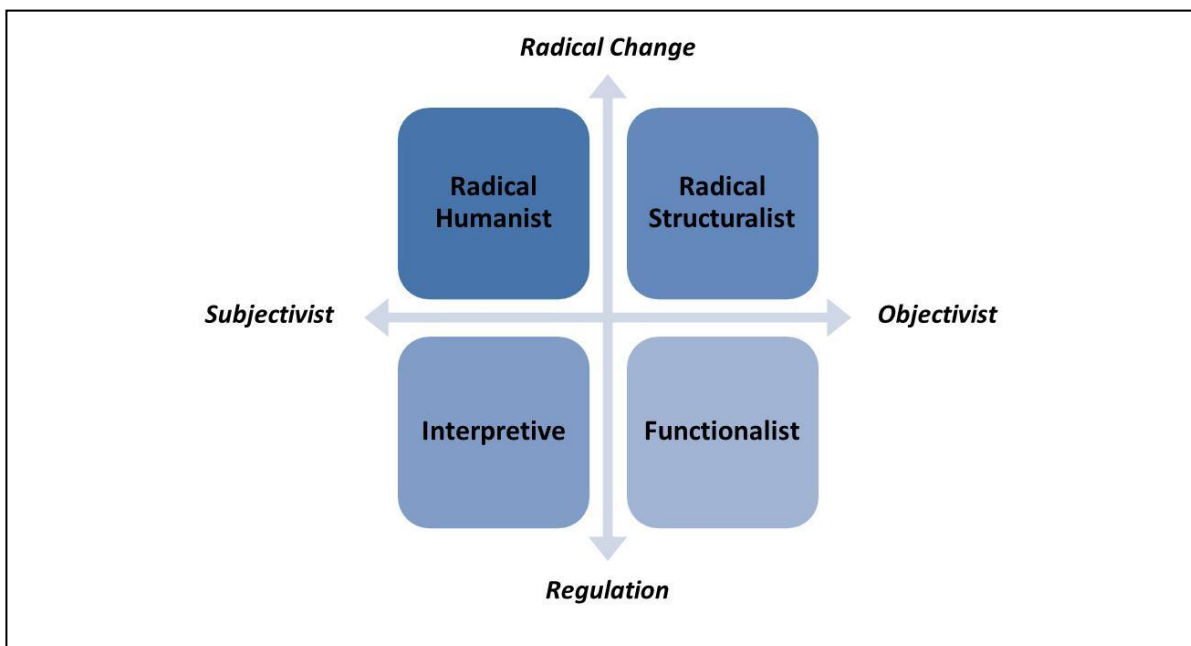 Radical Change
Radical
Humanist
Radical
Structuralist
Subjectivist
Objectivist
Interpretive
Functionalist
Regulation